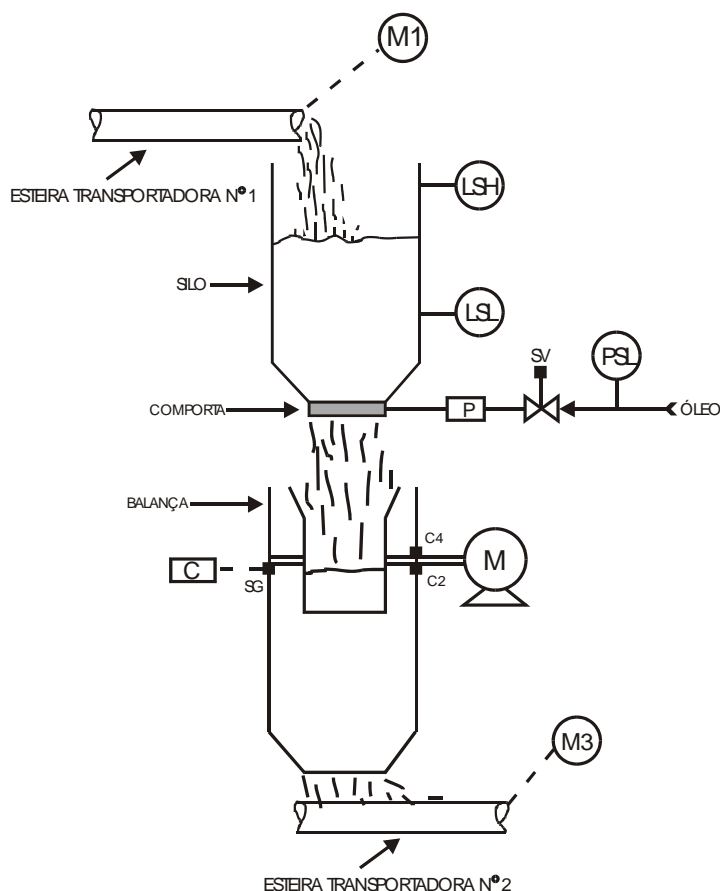 M1
ESTEIRA TRANSPORTADORA Nº 1
LSH
SILO
LSL
SV
PSL
COMPORTA
P
ÓLEO
BALANÇA
C4
C
SG
C2
M
M3
ESTEIRA TRANSPORTADORA Nº 2